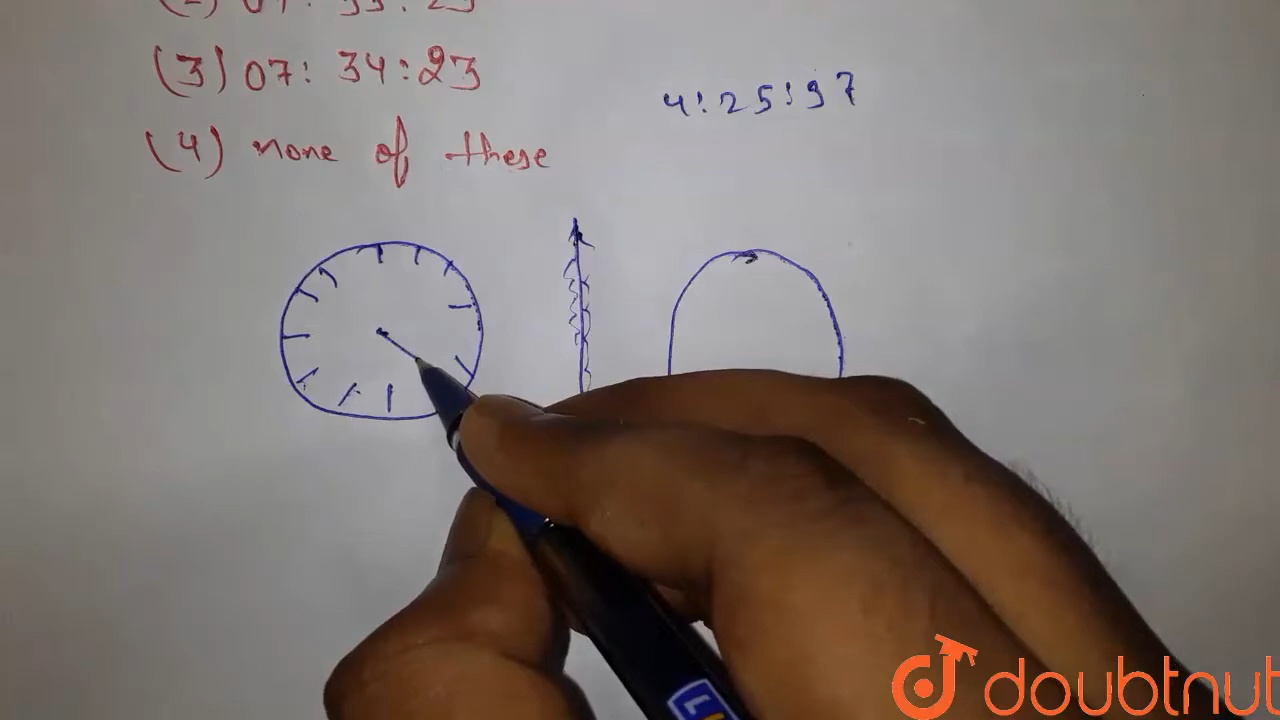 (3) 07: 34:23
4:25:37
(4) none of these
doubtnut